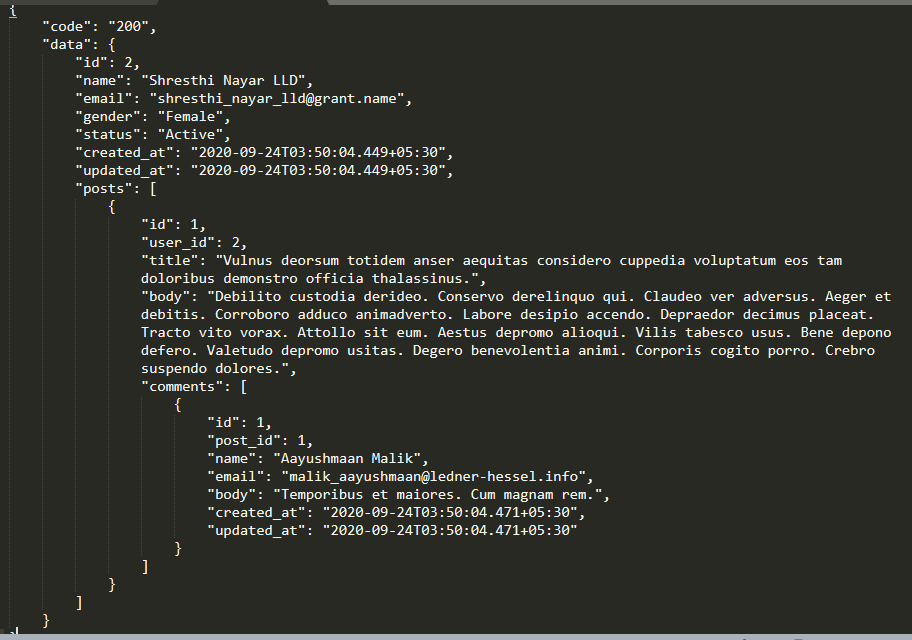 {
"code": "200",
"data": {
"id": 2,
"name": "Shresthi Nayar LLD",
"email": "shresthi_nayar_lld@grant.name",
"gender": "Female",
"status": "Active",
"created_at": "2020-09-24T03:50:04.449+05:30",
"updated_at": "2020-09-24T03:50:04.449+05:30",
"posts": [
{
"id": 1,
"user_id": 2,
"title": "Vulnus deorsum totidem anser aequitas considero cuppedia voluptatum eos tam
doloribus demonstro officia thalassinus.",
"body": "Debilito custodia derideo. Conservo derelinquo qui. Claudeo ver adversus. Aeger et
debitis. Corroboro adduco animadverto. Labore desipio accendo. Depraedor decimus placeat.
Tracto vito vorax. Attollo sit eum. Aestus depromo alioqui. Vilis tabesco usus. Bene depono
defero. Valetudo depromo usitas. Degero benevolentia animi. Corporis cogito porro. Crebro
suspendo dolores.",
"comments": [
{
"id": 1,
"post_id": 1,
"name": "Aayushmaan Malik",
"email": "malik_aayushmaan@ledner-hessel.info",
"body": "Temporibus et maiores. Cum magnam rem.",
"created_at": "2020-09-24T03:50:04.471+05:30",
"updated_at": "2020-09-24T03:50:04.471+05:30"
}
]
}
]
}